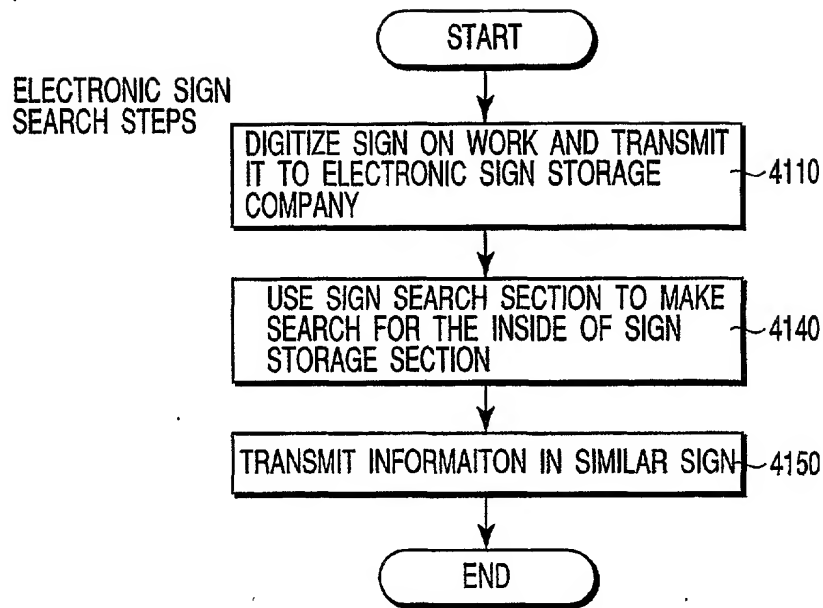 START
ELECTRONIC SIGN
SEARCH STEPS
DIGITIZE SIGN ON WORK AND TRANSMIT
IT TO ELECTRONIC SIGN STORAGE
COMPANY
4110
USE SIGN SEARCH SECTION TO MAKE
SEARCH FOR THE INSIDE OF SIGN
STORAGE SECTION
4140
TRANSMIT INFORMAITON IN SIMILAR SIGN
4150
END